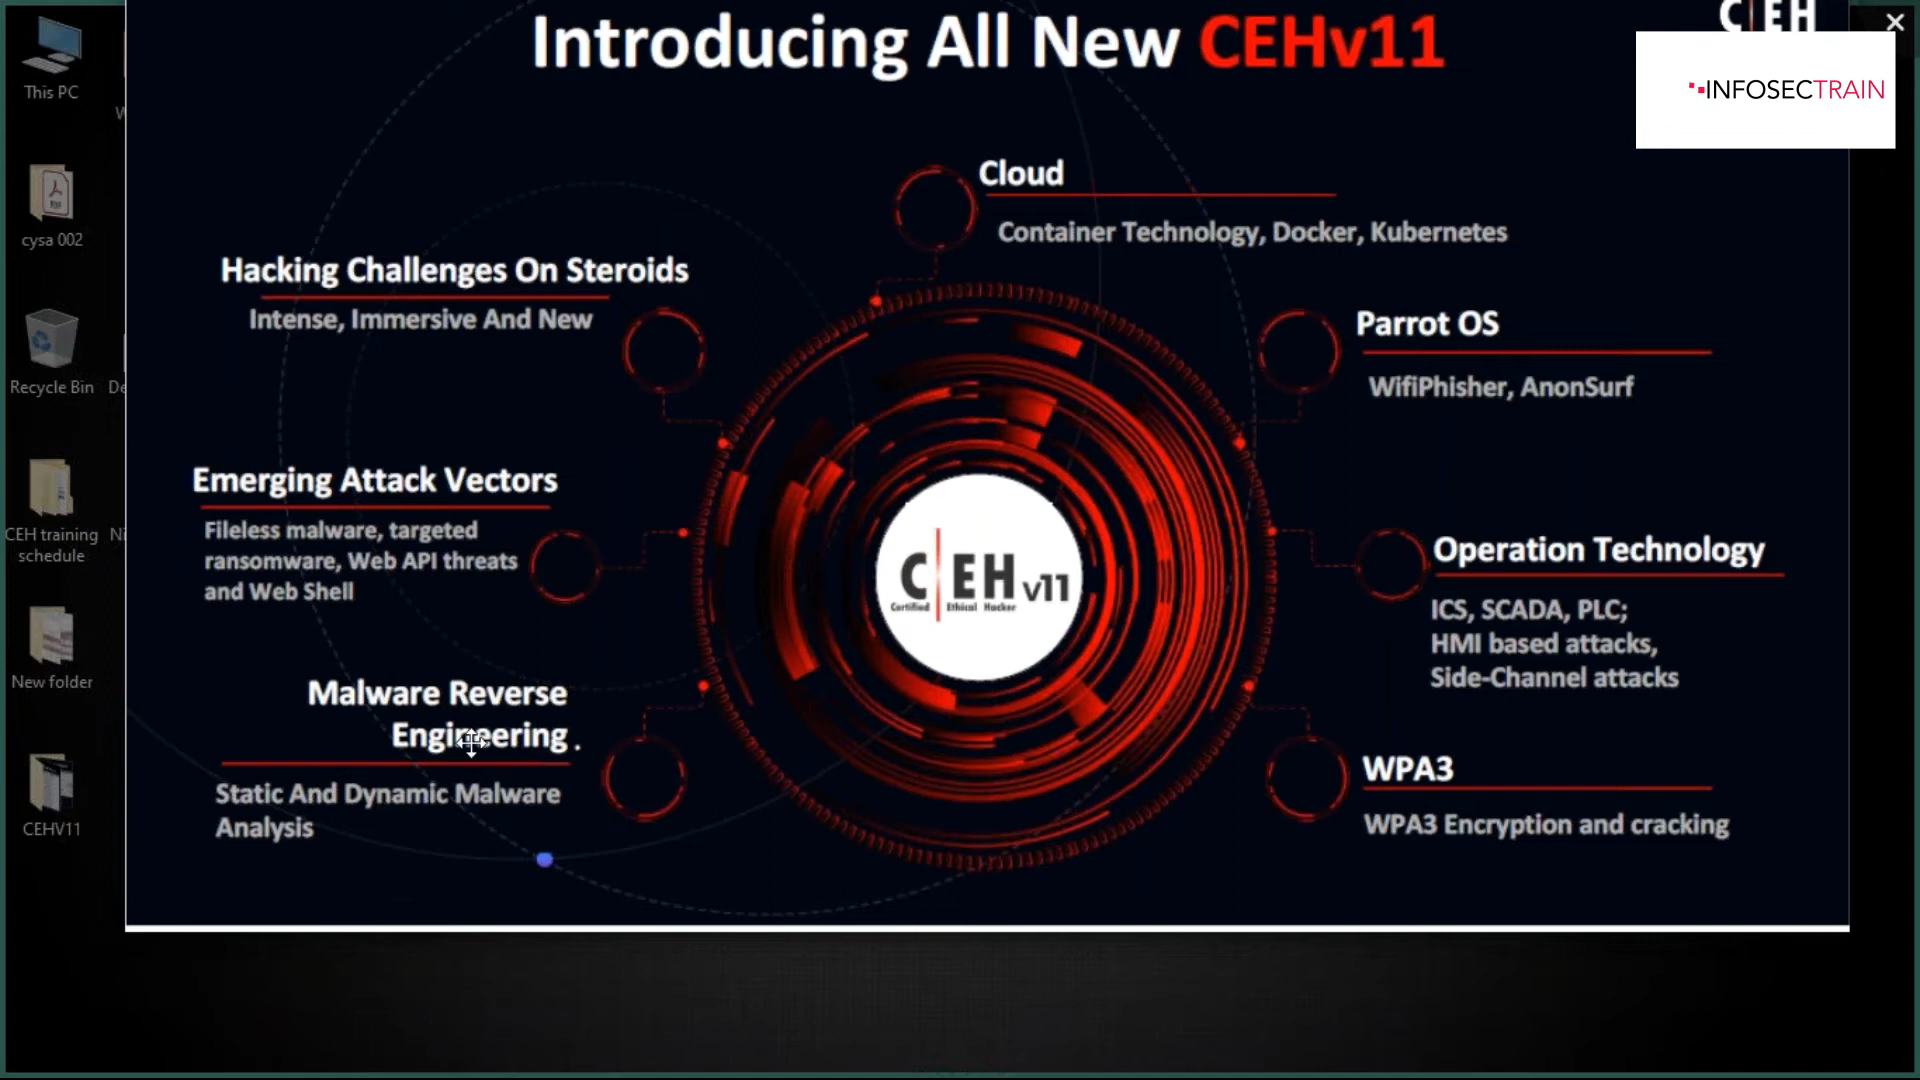 Introducing All New CEHv11
C EH
INFOSECTRAIN
This PC
cysa 002
Recycle Bin
CEH training
schedule
New folder
CEHV11
Cloud
Container Technology, Docker, Kubernetes
Hacking Challenges On Steroids
Intense, Immersive And New
Parrot OS
WifiPhisher, AnonSurf
Emerging Attack Vectors
Fileless malware, targeted
ransomware, Web API threats
and Web Shell
C EH v11
Certified Ethical Hacker
Operation Technology
ICS, SCADA, PLC;
HMI based attacks,
Side-Channel attacks
Malware Reverse
Engineering .
Static And Dynamic Malware
Analysis
WPA3
WPA3 Encryption and cracking